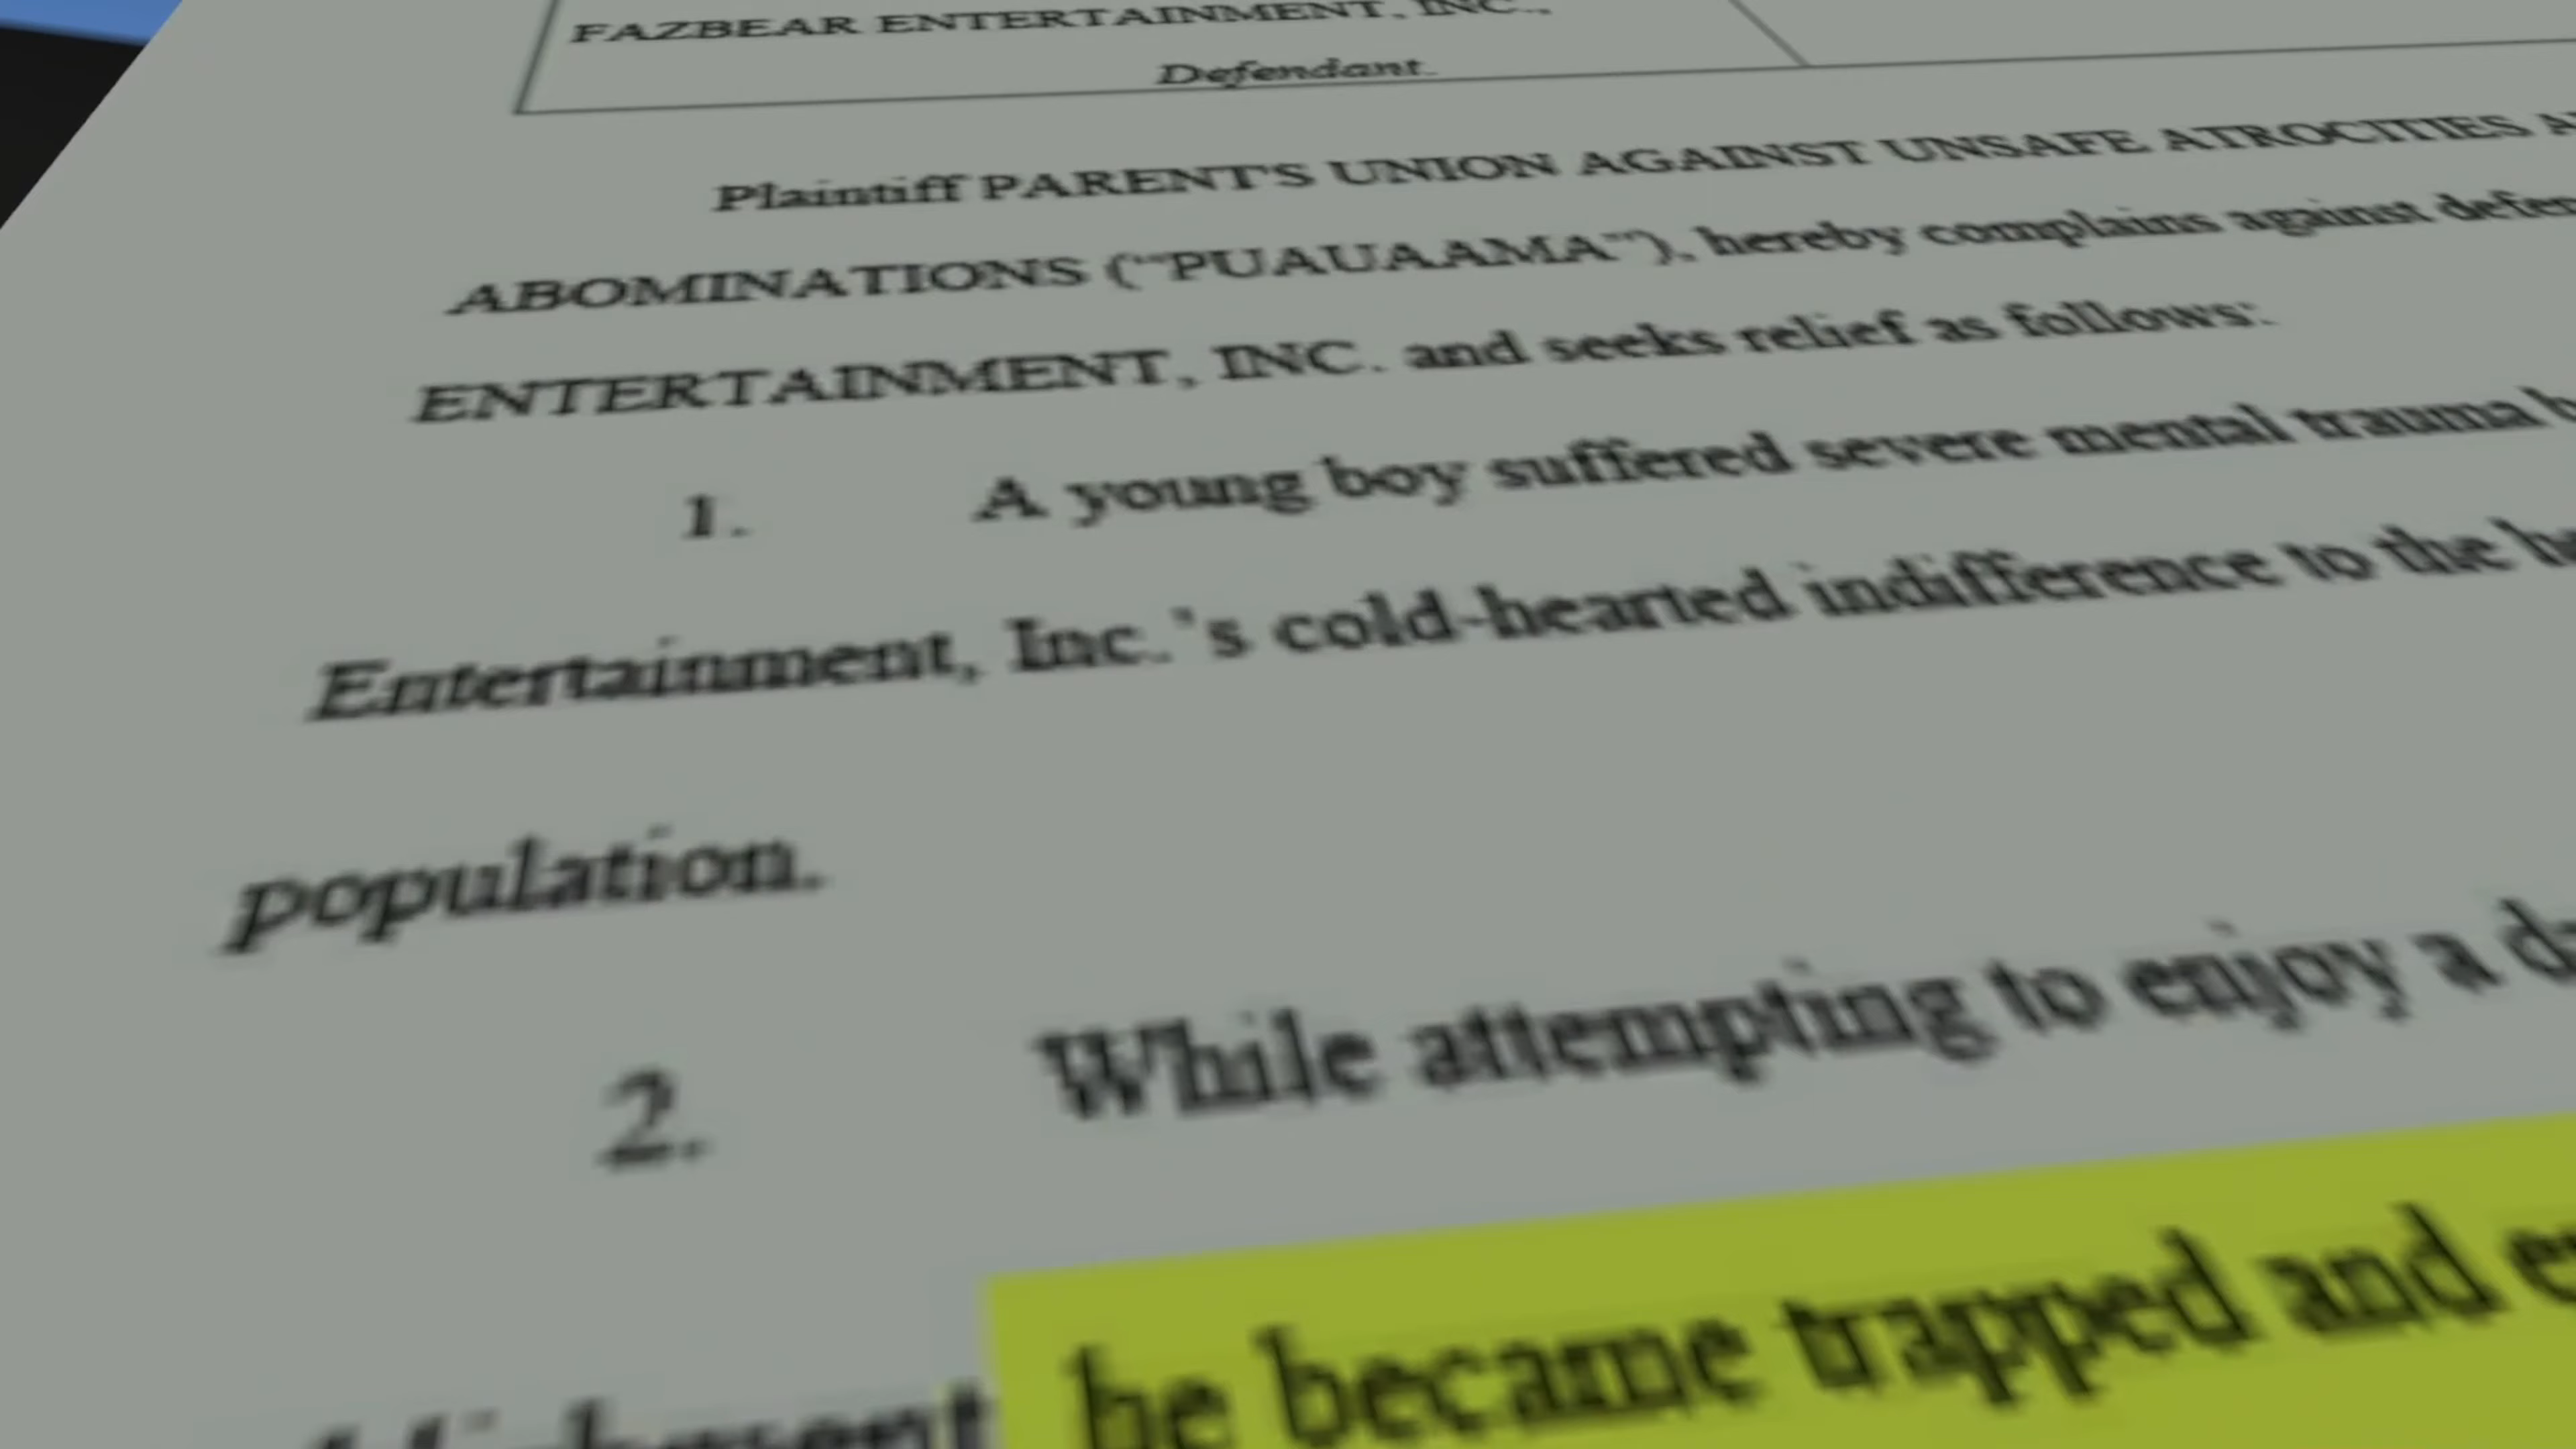 FAZBEAR ENTERTAINMENT, INC.,
Defendant.
Plaintiff PARENT'S UNION AGAINST UNSAFE ATROCITIES
ABOMINATIONS ("PUAUAAMA"), hereby complains against
ENTERTAINMENT, INC. and seeks relief as follows:
1. A young boy suffered severe mental trauma
Entertainment, Inc.'s cold-hearted indifference to the
population.
2. While attempting to enjoy a
he became trapped and